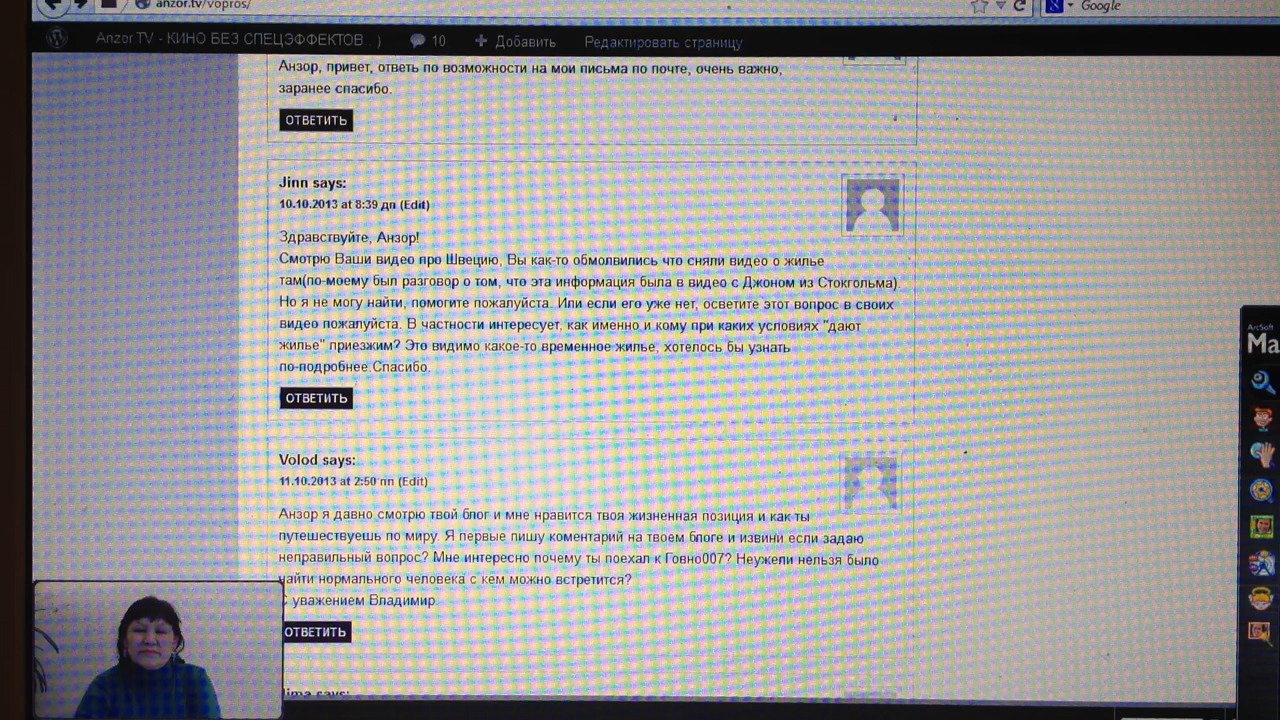 anzor.tv/vopros/
Google
Anzor.TV - КИНО БЕЗ СПЕЦЭФФЕКТОВ...)
10
Добавить
Редактировать страницу
Анзор, привет, ответь по возможности на мои письма по почте, очень важно,
заранее спасибо.
ОТВЕТИТЬ
Jinn says:
10.10.2013 at 8:39 дп (Edit)
Здравствуйте, Анзор!
Смотрю Ваши видео про Швецию, Вы как-то обмолвились что сняли видео о жилье
там(по-моему был разговор о том, что эта информация была в видео с Джоном из Стокгольма).
Но я не могу найти, помогите пожалуйста. Или если его уже нет, осветите этот вопрос в своих
видео пожалуйста. В частности интересует, как именно и кому при каких условиях "дают
жилье" приезжим? Это видимо какое-то временное жилье, хотелось бы узнать
по-подробнее.Спасибо.
ОТВЕТИТЬ
Volod says:
11.10.2013 at 2:50 пп (Edit)
Анзор я давно смотрю твой блог и мне нравится твоя жизненная позиция и как ты
путешествуешь по миру. Я первые пишу коментарий на твоем блоге и извини если задаю
неправильный вопрос? Мне интересно почему ты поехал к Говно007? Неужели нельзя было
найти нормального человека с кем можно встретится?
С уважением Владимир.
ОТВЕТИТЬ
says:
ArcSoft
Ma